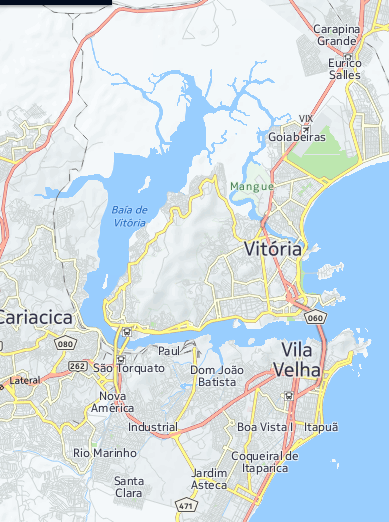 Carapina
Grande
Eurico
Salles
VIX
Goiabeiras
Mangue
Baía de
Vitória
Vitória
Cariacica
060
080
Paul
Vila
Velha
262
São Torquato
Dom João
Batista
Lateral
Nova
América
Industrial
Boa Vista I
Itapuã
Rio Marinho
Coqueiral de
Itaparica
Jardim
Asteca
Santa
Clara
471